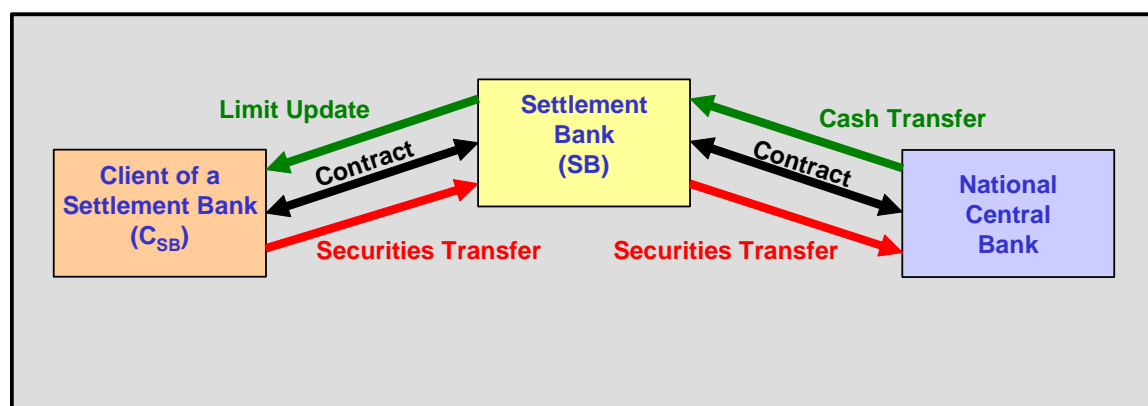 Limit Update
Settlement
Bank
(SB)
Cash Transfer
Contract
Contract
Client of a
Settlement Bank
(CSB)
National
Central
Bank
Securities Transfer
Securities Transfer